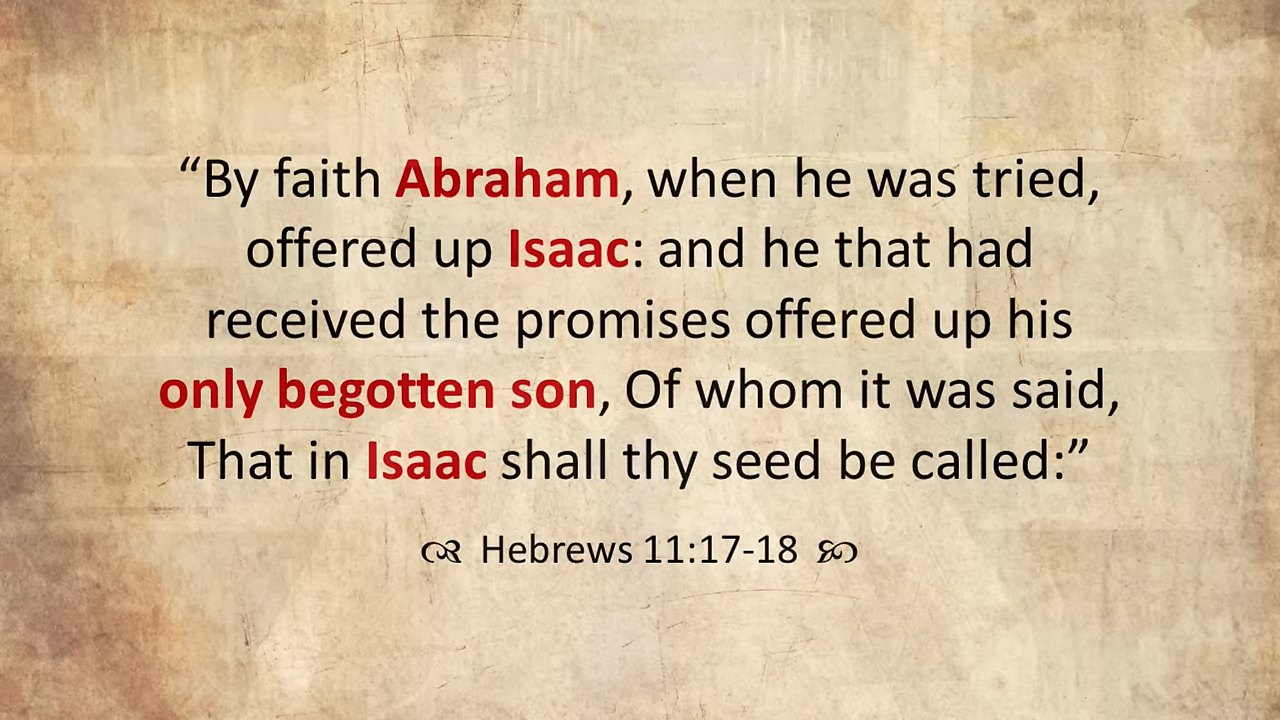 “By faith Abraham, when he was tried,
offered up Isaac: and he that had
received the promises offered up his
only begotten son, Of whom it was said,
That in Isaac shall thy seed be called:”
Hebrews 11:17-18